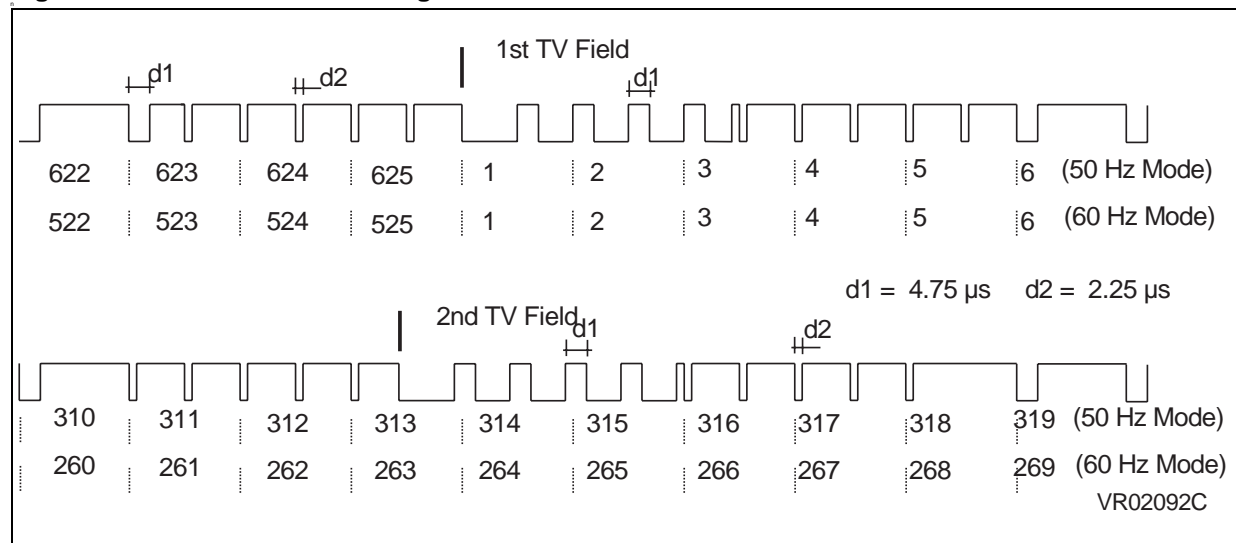 1st TV Field
d1 d2 d1
622 623 624 625 1 2 3 4 5 6 (50 Hz Mode)
522 523 524 525 1 2 3 4 5 6 (60 Hz Mode)
d1 = 4.75 µs d2 = 2.25 µs
2nd TV Field
d1 d2
310 311 312 313 314 315 316 317 318 319 (50 Hz Mode)
260 261 262 263 264 265 266 267 268 269 (60 Hz Mode)
VR02092C